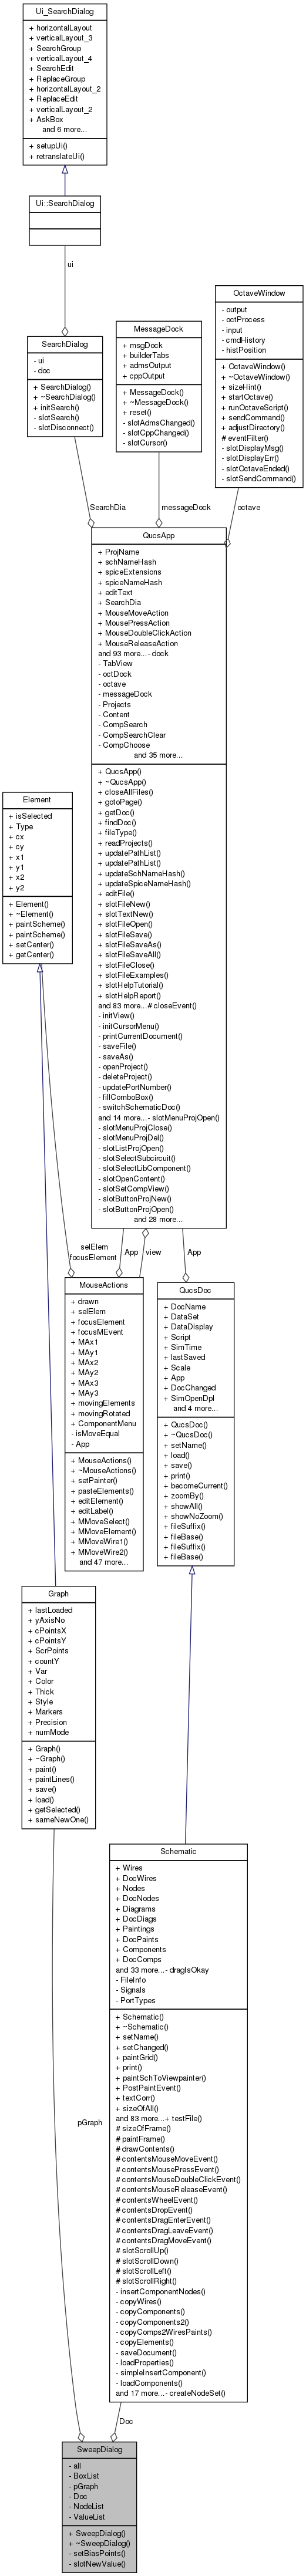 Ui_SearchDialog
+ horizontalLayout
+ verticalLayout_3
+ SearchGroup
+ verticalLayout_4
+ SearchEdit
+ ReplaceGroup
+ horizontalLayout_2
+ ReplaceEdit
+ verticalLayout_2
+ AskBox
and 6 more...
+ setupUi()
+ retranslateUi()
Ui::SearchDialog
ui
SearchDialog
- ui
- doc
+ SearchDialog()
+ ~SearchDialog()
+ initSearch()
- slotSearch()
- slotDisconnect()
MessageDock
+ msgDock
+ builderTabs
+ admsOutput
+ cppOutput
+ MessageDock()
+ ~MessageDock()
+ reset()
- slotAdmsChanged()
- slotCppChanged()
- slotCursor()
OctaveWindow
- output
- octProcess
- input
- cmdHistory
- histPosition
+ OctaveWindow()
+ ~OctaveWindow()
+ sizeHint()
+ startOctave()
+ runOctaveScript()
+ sendCommand()
+ adjustDirectory()
# eventFilter()
- slotDisplayMsg()
- slotDisplayErr()
- slotOctaveEnded()
- slotSendCommand()
SearchDia
messageDock
octave
QucsApp
+ ProjName
+ schNameHash
+ spiceExtensions
+ spiceNameHash
+ editText
+ SearchDia
+ MouseMoveAction
+ MousePressAction
+ MouseDoubleClickAction
+ MouseReleaseAction
and 93 more...- dock
- TabView
- octDock
- octave
- messageDock
- Projects
- Content
- CompSearch
- CompSearchClear
- CompChoose
and 35 more...
+ QucsApp()
+ ~QucsApp()
+ closeAllFiles()
+ gotoPage()
+ getDoc()
+ findDoc()
+ fileType()
+ readProjects()
+ updatePathList()
+ updatePathList()
+ updateSchNameHash()
+ updateSpiceNameHash()
+ editFile()
+ slotFileNew()
+ slotTextNew()
+ slotFileOpen()
+ slotFileSave()
+ slotFileSaveAs()
+ slotFileSaveAll()
+ slotFileClose()
+ slotFileExamples()
+ slotHelpTutorial()
+ slotHelpReport()
and 83 more...# closeEvent()
- initView()
- initCursorMenu()
- printCurrentDocument()
- saveFile()
- saveAs()
- openProject()
- deleteProject()
- updatePortNumber()
- fillComboBox()
- switchSchematicDoc()
and 14 more...- slotMenuProjOpen()
- slotMenuProjClose()
- slotMenuProjDel()
- slotListProjOpen()
- slotSelectSubcircuit()
- slotSelectLibComponent()
- slotOpenContent()
- slotSetCompView()
- slotButtonProjNew()
- slotButtonProjOpen()
and 28 more...
Element
+ isSelected
+ Type
+ cx
+ cy
+ x1
+ y1
+ x2
+ y2
+ Element()
+ ~Element()
+ paintScheme()
+ paintScheme()
+ setCenter()
+ getCenter()
selElem
focusElement
App
view
App
MouseActions
+ drawn
+ selElem
+ focusElement
+ focusMEvent
+ MAx1
+ MAy1
+ MAx2
+ MAy2
+ MAx3
+ MAy3
+ movingElements
+ movingRotated
+ ComponentMenu
- isMoveEqual
- App
+ MouseActions()
+ ~MouseActions()
+ setPainter()
+ pasteElements()
+ editElement()
+ editLabel()
+ MMoveSelect()
+ MMoveElement()
+ MMoveWire1()
+ MMoveWire2()
and 47 more...
QucsDoc
+ DocName
+ DataSet
+ DataDisplay
+ Script
+ SimTime
+ lastSaved
+ Scale
+ App
+ DocChanged
+ SimOpenDpl
and 4 more...
+ QucsDoc()
+ ~QucsDoc()
+ setName()
+ load()
+ save()
+ print()
+ becomeCurrent()
+ zoomBy()
+ showAll()
+ showNoZoom()
+ fileSuffix()
+ fileBase()
+ fileSuffix()
+ fileBase()
Graph
+ lastLoaded
+ yAxisNo
+ cPointsX
+ cPointsY
+ ScrPoints
+ countY
+ Var
+ Color
+ Thick
+ Style
+ Markers
+ Precision
+ numMode
+ Graph()
+ ~Graph()
+ paint()
+ paintLines()
+ save()
+ load()
+ getSelected()
+ sameNewOne()
Schematic
+ Wires
+ DocWires
+ Nodes
+ DocNodes
+ Diagrams
+ DocDiags
+ Paintings
+ DocPaints
+ Components
+ DocComps
and 33 more...- dragIsOkay
- FileInfo
- Signals
- PortTypes
+ Schematic()
+ ~Schematic()
+ setName()
+ setChanged()
+ paintGrid()
+ print()
+ paintSchToViewpainter()
+ PostPaintEvent()
+ textCorr()
+ sizeOfAll()
and 83 more...+ testFile()
# sizeOfFrame()
# paintFrame()
# drawContents()
# contentsMouseMoveEvent()
# contentsMousePressEvent()
# contentsMouseDoubleClickEvent()
# contentsMouseReleaseEvent()
# contentsWheelEvent()
# contentsDropEvent()
# contentsDragEnterEvent()
# contentsDragLeaveEvent()
# contentsDragMoveEvent()
# slotScrollUp()
# slotScrollDown()
# slotScrollLeft()
# slotScrollRight()
- insertComponentNodes()
- copyWires()
- copyComponents()
- copyComponents2()
- copyComps2WiresPaints()
- copyElements()
- saveDocument()
- loadProperties()
- simpleInsertComponent()
- loadComponents()
and 17 more...- createNodeSet()
pGraph
Doc
SweepDialog
- all
- BoxList
- pGraph
- Doc
- NodeList
- ValueList
+ SweepDialog()
+ ~SweepDialog()
- setBiasPoints()
- slotNewValue()